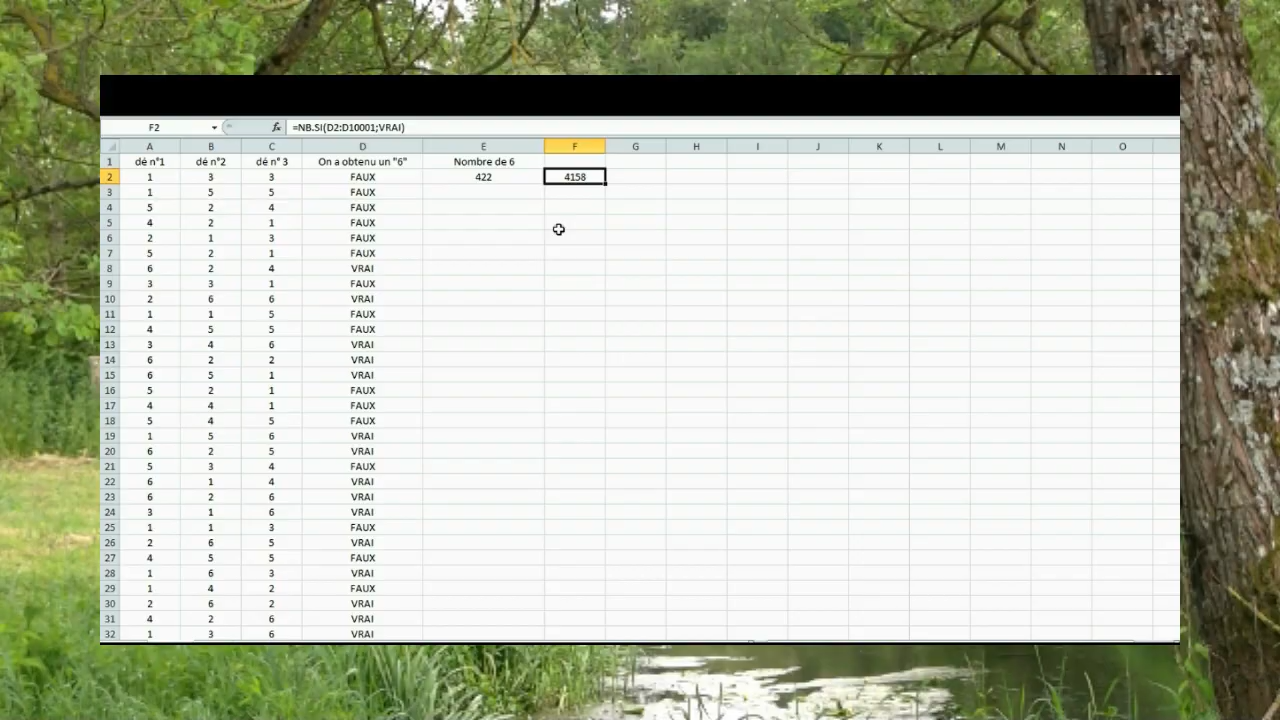 F2 fx =NB.SI(D2:D10001;VRAI)
A B C D E F G H I J K L M N O
1 dé n°1 dé n°2 dé n° 3 On a obtenu un "6" Nombre de 6
2 1 3 3 FAUX 422 4158
3 1 5 5 FAUX
4 5 2 4 FAUX
5 4 2 1 FAUX
6 2 1 3 FAUX
7 5 2 1 FAUX
8 6 2 4 VRAI
9 3 3 1 FAUX
10 2 6 6 VRAI
11 1 1 5 FAUX
12 4 5 5 FAUX
13 3 4 6 VRAI
14 6 2 2 VRAI
15 6 5 1 VRAI
16 5 2 1 FAUX
17 4 4 1 FAUX
18 5 4 5 FAUX
19 1 5 6 VRAI
20 6 2 5 VRAI
21 5 3 4 FAUX
22 6 1 4 VRAI
23 6 2 6 VRAI
24 3 1 6 VRAI
25 1 1 3 FAUX
26 2 6 5 VRAI
27 4 5 5 FAUX
28 1 6 3 VRAI
29 1 4 2 FAUX
30 2 6 2 VRAI
31 4 2 6 VRAI
32 1 3 6 VRAI